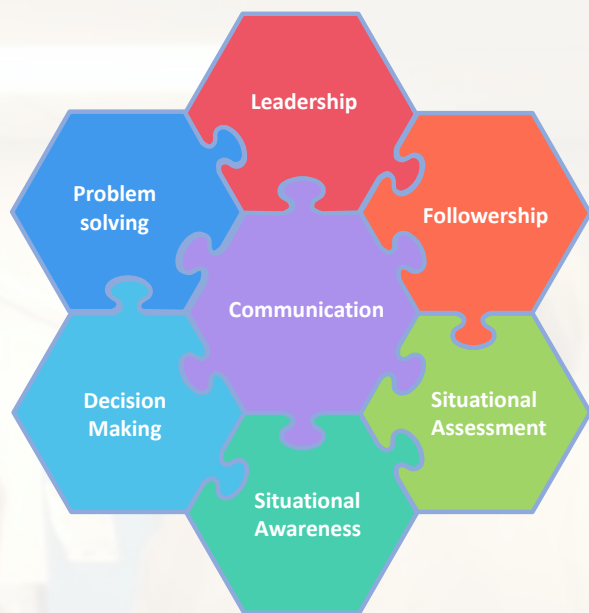 Leadership
Problem
solving
Followership
Communication
Decision
Making
Situational
Assessment
Situational
Awareness